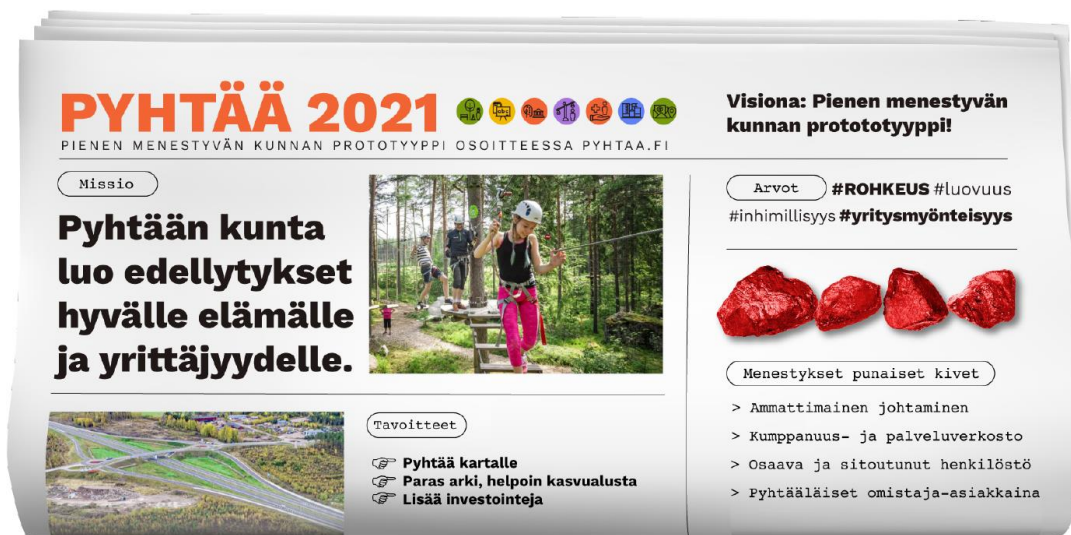 PYHTÄÄ 2021
PIENEN MENESTYVÄN KUNNAN PROTOTYYPPI OSOITTEESSA PYHTAA.FI
Missio
Pyhtään kunta
luo edellytykset
hyvälle elämälle
ja yrittäjyydelle.
Tavoitteet
Pyhtää kartalle
Paras arki, helpoin kasvualusta
Lisää investointeja
Visiona: Pienen menestyvän
kunnan protototyyppi!
Arvot #ROHKEUS #luovuus
#inhimillisyys #yritysmyönteisyys
Menestykset punaiset kivet
> Ammattimainen johtaminen
> Kumppanuus- ja palveluverkosto
> Osaava ja sitoutunut henkilöstö
> Pyhtääläiset omistaja-asiakkaina